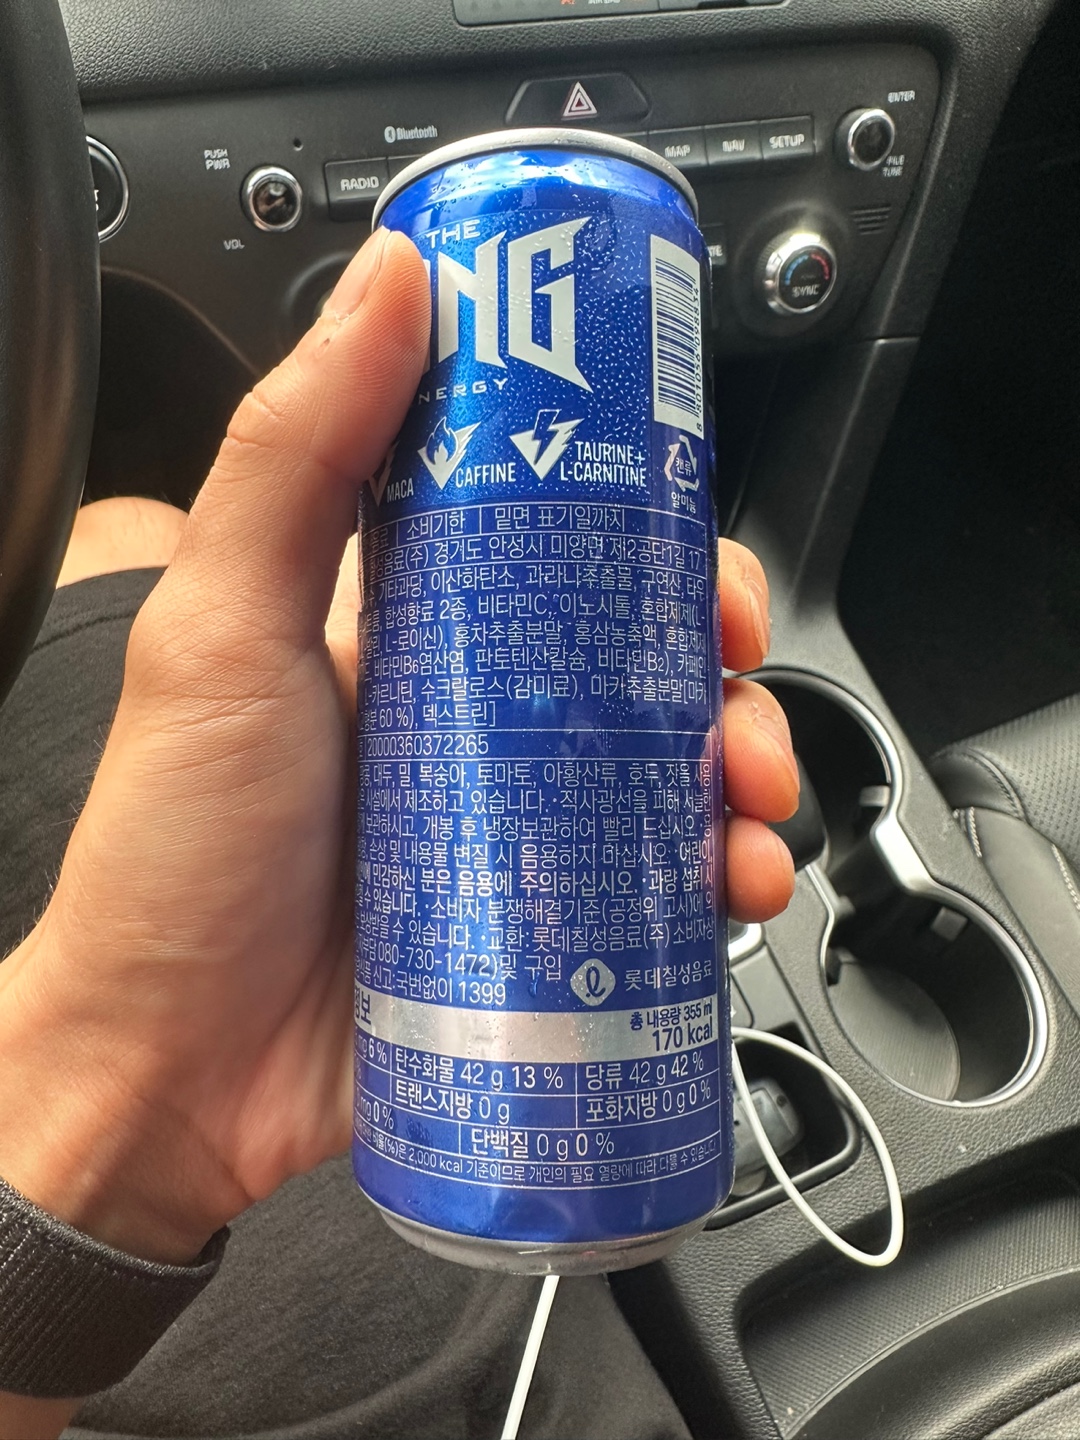 Bluetooth
PUSH
PWR
VOL
RADIO
MAP
NAV
SETUP
ENTER
FILE
TUNE
SYNC
THE
ING
NERGY
MACA
CAFFINE
TAURINE+
L-CARNITINE
캔류
알미늄
소비기한 밑면 표기일까지
음료(주) 경기도 안성시 미양면 제2공단1길 17
기타과당, 이산화탄소, 과라나추출물, 구연산, 타우
합성향료 2종, 비타민C, 이노시톨, 혼합제제(L
L-로이신), 홍차추출분말, 홍삼농축액, 혼합제제
비타민B6염산염, 판토텐산칼슘, 비타민B2), 카페인
카르니틴, 수크랄로스(감미료), 마카추출분말[마카
60 %), 덱스트린]
20000360372265
대두, 밀, 복숭아, 토마토, 아황산류, 호두, 잣을 사용
시설에서 제조하고 있습니다. ·직사광선을 피해 서늘한
보관하시고, 개봉 후 냉장보관하여 빨리 드십시오.
손상 및 내용물 변질 시 음용하지 마십시오. ·어린이,
민감하신 분은 음용에 주의하십시오. ·과량 섭취 시
있습니다. ·소비자 분쟁해결기준(공정위 고시)에 의
보상받을 수 있습니다. ·교환:롯데칠성음료(주) 소비자상
부담 080-730-1472)및 구입
신고:국번없이 1399
롯데칠성음료
정보
총 내용량 355 ml
170 kcal
mg 6 % 탄수화물 42 g 13 % 당류 42 g 42 %
mg 0 % 트랜스지방 0 g 포화지방 0 g 0 %
단백질 0 g 0 %
비율(%)은 2,000 kcal 기준이므로 개인의 필요 열량에 따라 다를 수 있습니다